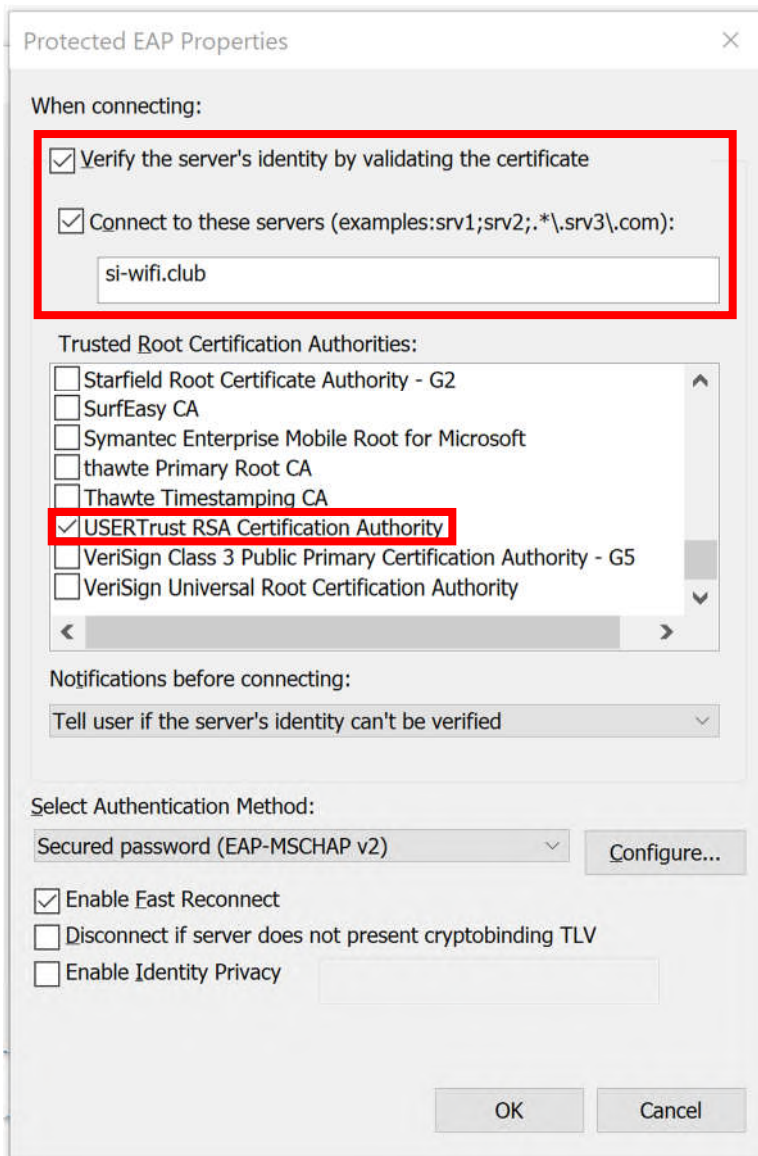 Protected EAP Properties
When connecting:
Verify the server's identity by validating the certificate
Connect to these servers (examples:srv1;srv2;.*\.srv3\.com):
si-wifi.club
Trusted Root Certification Authorities:
Starfield Root Certificate Authority - G2
SurfEasy CA
Symantec Enterprise Mobile Root for Microsoft
thawte Primary Root CA
Thawte Timestamping CA
USERTrust RSA Certification Authority
VeriSign Class 3 Public Primary Certification Authority - G5
VeriSign Universal Root Certification Authority
Notifications before connecting:
Tell user if the server's identity can't be verified
Select Authentication Method:
Secured password (EAP-MSCHAP v2)
Configure...
Enable Fast Reconnect
Disconnect if server does not present cryptobinding TLV
Enable Identity Privacy
OK Cancel